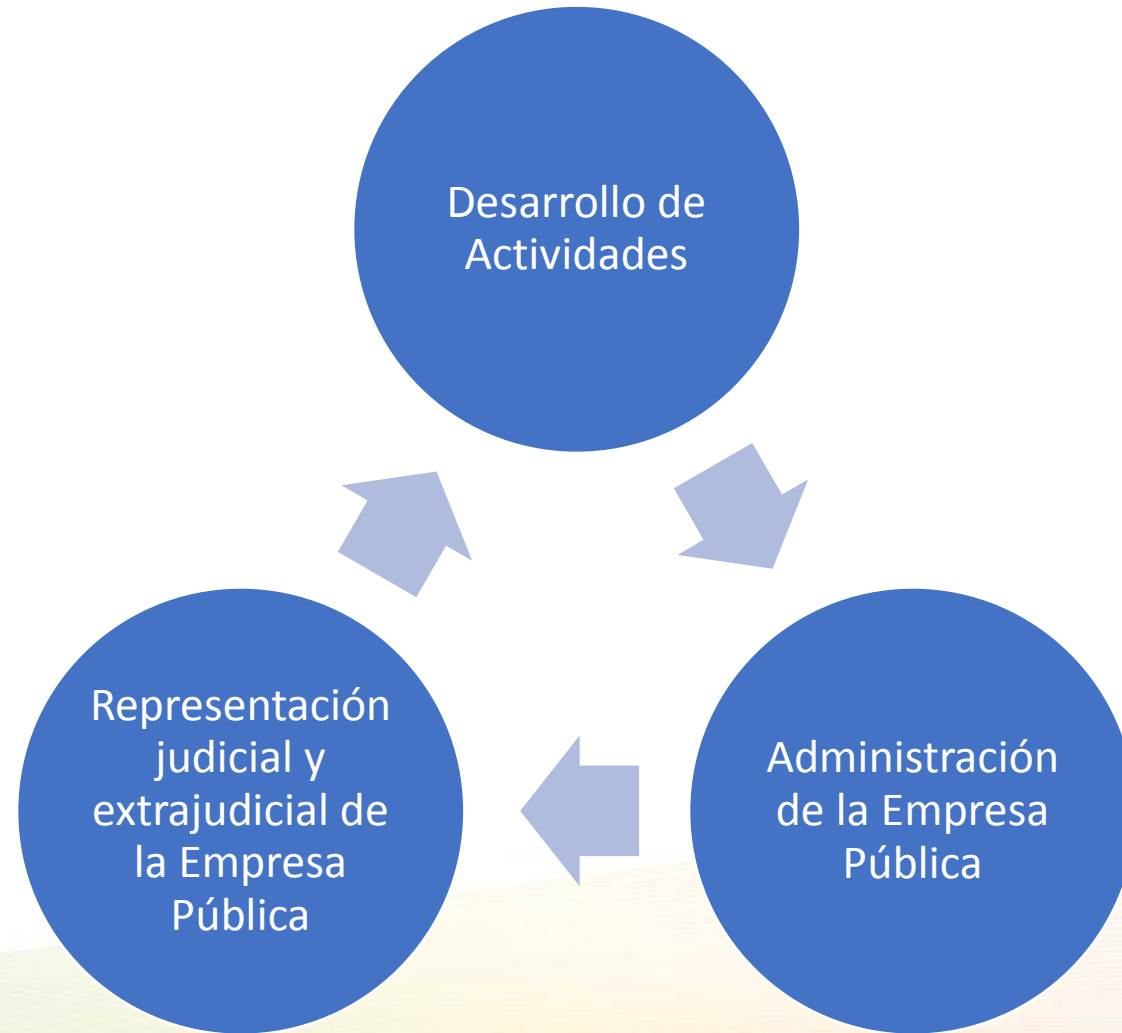 Desarrollo de
Actividades
Administración
de la Empresa
Pública
Representación
judicial y
extrajudicial de
la Empresa
Pública